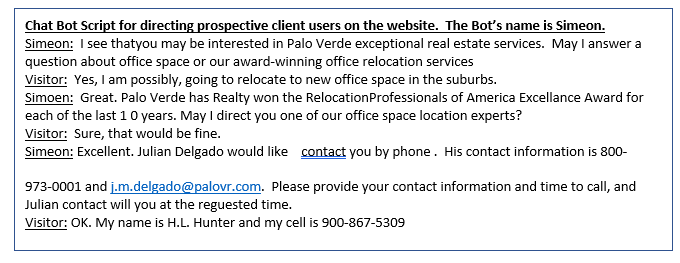 Chat Bot Script for directing prospective client users on the website.  The Bot's name is Simeon.
Simeon:  I see thatyou may be interested in Palo Verde exceptional real estate services.  May I answer a
question about office space or our award-winning office relocation services
Visitor:  Yes, I am possibly, going to relocate to new office space in the suburbs.
Simoen:  Great. Palo Verde has Realty won the RelocationProfessionals of America Excellance Award for
each of the last 1 0 years. May I direct you one of our office space location experts?
Visitor:  Sure, that would be fine.
Simeon: Excellent. Julian Delgado would like    contact you by phone .  His contact information is 800-
973-0001 and j.m.delgado@palovr.com.  Please provide your contact information and time to call, and
Julian contact will you at the reguested time.
Visitor: OK. My name is H.L. Hunter and my cell is 900-867-5309